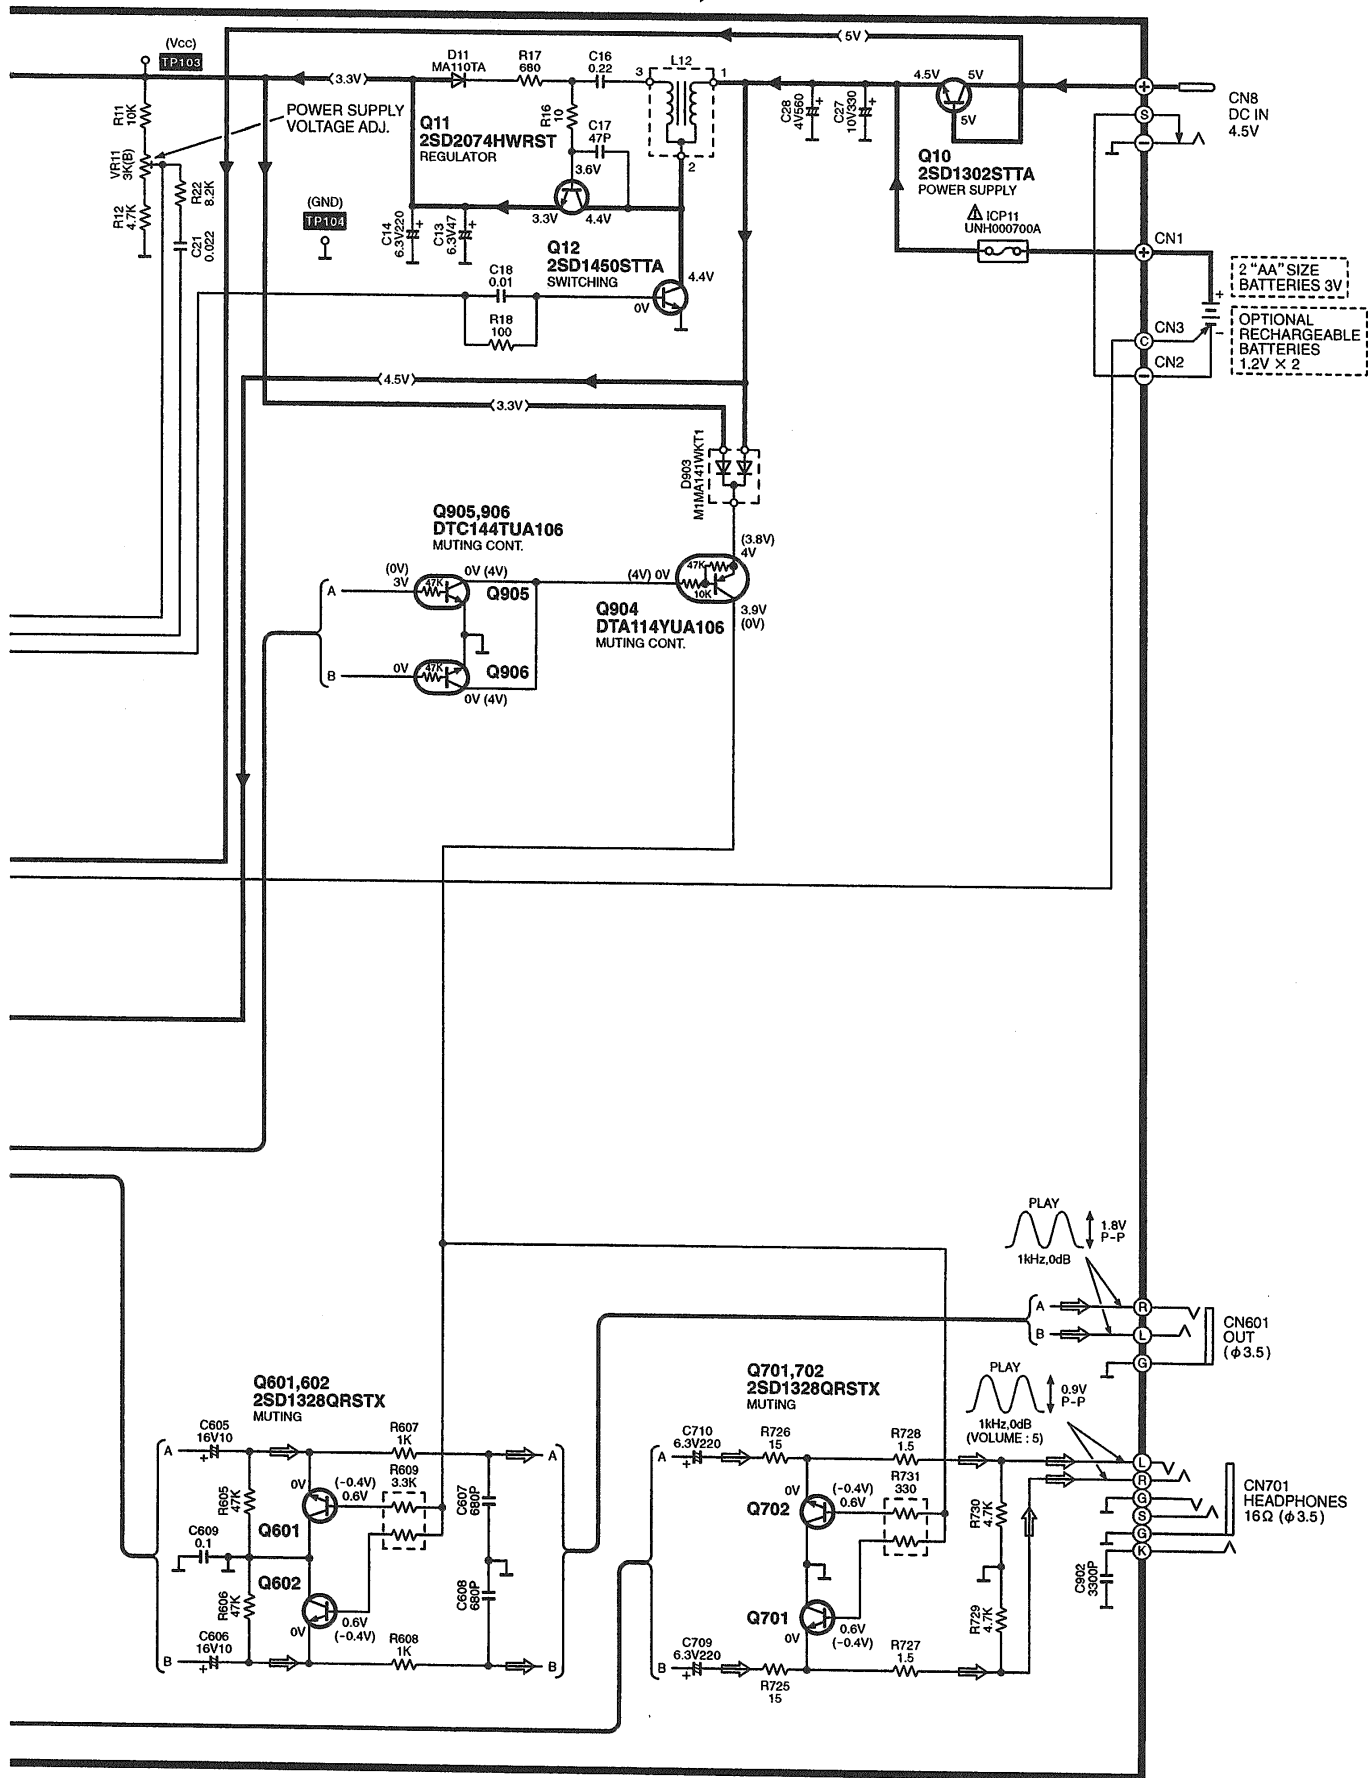 (5V)
(Vcc)
TP103
(3.3V)
D11
MA110TA
R17
680
C16
0.22
L12
3
1
2
R16
10
C17
47P
3.6V
3.3V
4.4V
Q11
2SD2074HWRST
REGULATOR
POWER SUPPLY
VOLTAGE ADJ.
R11
10K
VR11
3K(B)
R12
4.7K
R22
8.2K
C21
0.022
(GND)
TP104
C14
6.3V220
+
C13
6.3V47
+
C28
4V560
+
C27
10V330
+
4.5V
5V
5V
Q10
2SD1302STTA
POWER SUPPLY
ICP11
UNH000700A
+
S
−
CN8
DC IN
4.5V
CN1
+
2 “AA” SIZE
BATTERIES 3V
+
−
OPTIONAL
RECHARGEABLE
BATTERIES
1.2V × 2
CN3
C
CN2
−
Q12
2SD1450STTA
SWITCHING
C18
0.01
R18
100
0V
4.4V
(4.5V)
(3.3V)
D903
M1MA141WKT1
Q905,906
DTC144TUA106
MUTING CONT.
A
(0V)
3V
47K
0V (4V)
Q905
B
0V
47K
Q906
0V (4V)
(4V) 0V
47K
10K
(3.8V)
4V
3.9V
(0V)
Q904
DTA114YUA106
MUTING CONT.
PLAY
1.8V
P-P
1kHz,0dB
A
B
R
L
G
CN601
OUT
(ϕ3.5)
PLAY
0.9V
P-P
1kHz,0dB
(VOLUME : 5)
L
R
G
S
G
K
CN701
HEADPHONES
16Ω (ϕ3.5)
C902
3300P
Q601,602
2SD1328QRSTX
MUTING
A
C605
16V10
+
R605
47K
C609
0.1
R606
47K
B
C606
16V10
+
0V
Q601
(-0.4V)
0.6V
R607
1K
R609
3.3K
Q602
0V
0.6V
(-0.4V)
R608
1K
C607
680P
C608
680P
A
B
Q701,702
2SD1328QRSTX
MUTING
A
C710
6.3V220
+
R726
15
R728
1.5
0V
Q702
(-0.4V)
0.6V
R731
330
R730
4.7K
R729
4.7K
Q701
0V
0.6V
(-0.4V)
B
C709
6.3V220
+
R725
15
R727
1.5